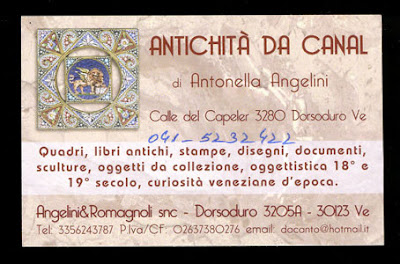 ANTICHITÀ DA CANAL
di Antonella Angelini
Calle del Capeler 3280 Dorsoduro Ve
041-5232422
Quadri, libri antichi, stampe, disegni, documenti,
sculture, oggetti da collezione, oggettistica 18° e
19° secolo, curiosità veneziane d'epoca.
Angelini&Romagnoli snc - Dorsoduro 3205A - 30123 Ve
Tel: 3356243787 P.Iva/CF: 02637380276 email: dacanto@hotmail.it